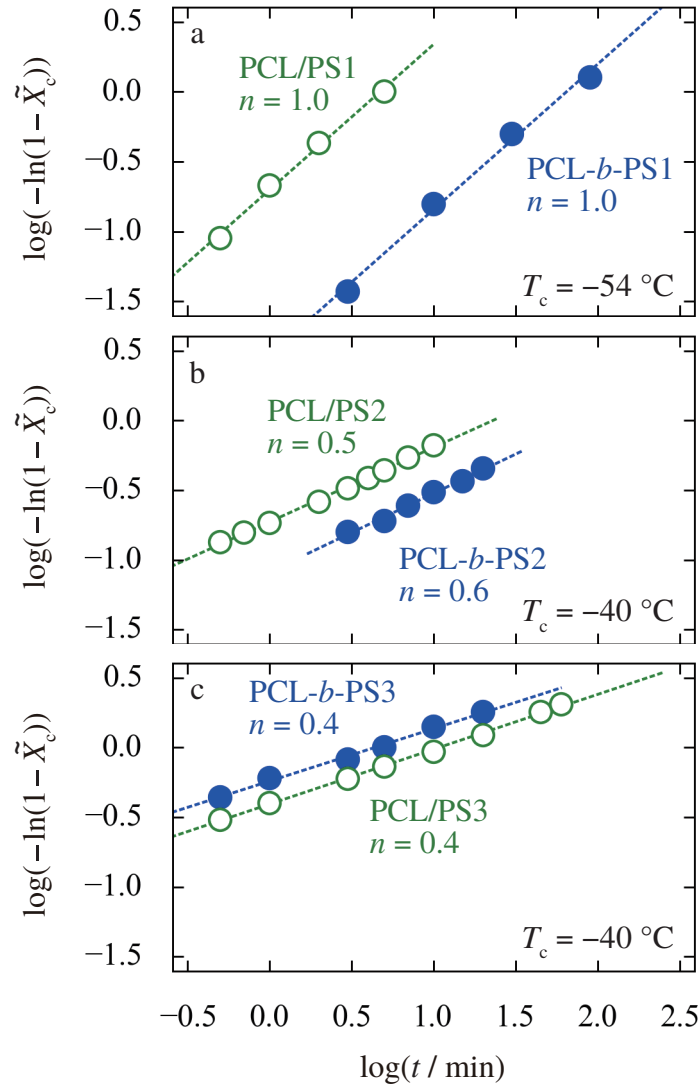 a
0.5
0.0
−0.5
−1.0
−1.5
log(−ln(1− X̃c))
PCL/PS1
n = 1.0
PCL-b-PS1
n = 1.0
Tc = −54 °C
b
0.5
0.0
−0.5
−1.0
−1.5
log(−ln(1− X̃c))
PCL/PS2
n = 0.5
PCL-b-PS2
n = 0.6
Tc = −40 °C
c
0.5
0.0
−0.5
−1.0
−1.5
log(−ln(1− X̃c))
PCL-b-PS3
n = 0.4
PCL/PS3
n = 0.4
Tc = −40 °C
−0.5 0.0 0.5 1.0 1.5 2.0 2.5
log(t / min)